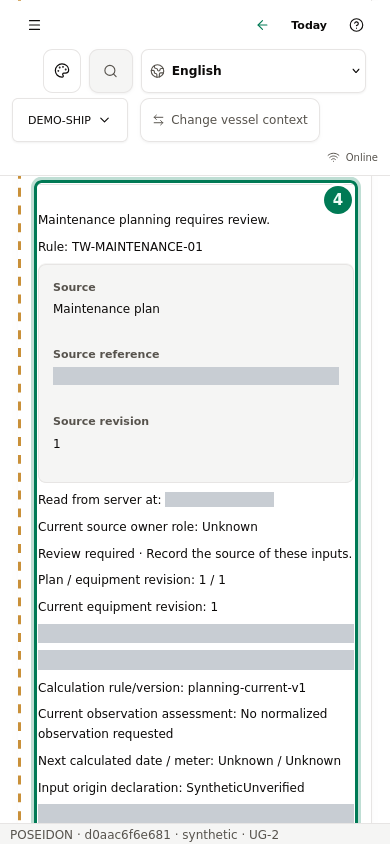 Today
English
DEMO-SHIP
Change vessel context
Online
4
Maintenance planning requires review.
Rule: TW-MAINTENANCE-01
Source
Maintenance plan
Source reference
Source revision
1
Read from server at:
Current source owner role: Unknown
Review required · Record the source of these inputs.
Plan / equipment revision: 1 / 1
Current equipment revision: 1
Calculation rule/version: planning-current-v1
Current observation assessment: No normalized
observation requested
Next calculated date / meter: Unknown / Unknown
Input origin declaration: SyntheticUnverified
POSEIDON · d0aac6f6e681 · synthetic · UG-2